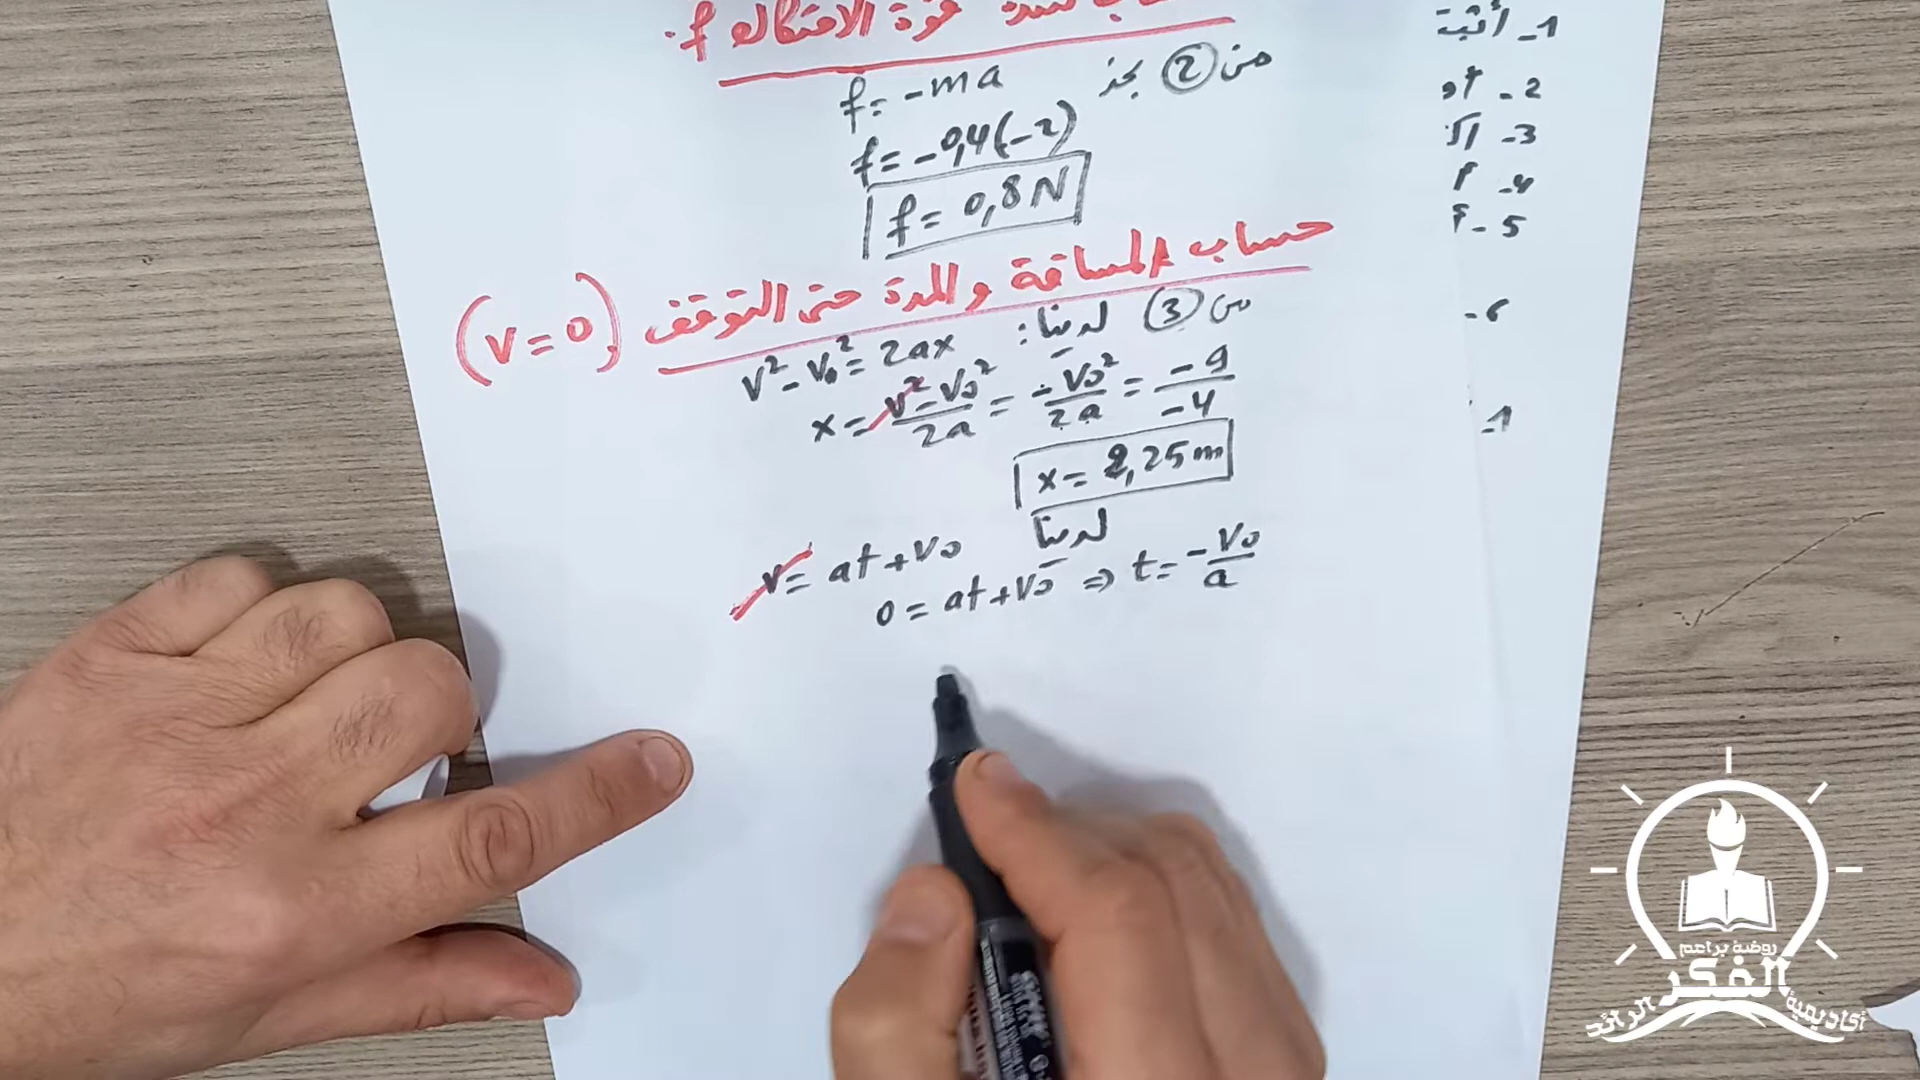 شدة قوة الاحتكاك f.
من ② نجد f = -ma
f = -0,4(-2)
f = 0,8 N
حساب المسافة والمدة حتى التوقف (v = 0).
من ③ لدينا: v² - v₀² = 2ax
x = v² - v₀² / 2a = -v₀² / 2a = -9 / -4
x = 2,25 m
لدينا v = at + v₀
0 = at + v₀ ⇒ t = -v₀ / a
1-
2-
3-
4-
5-
6-
1-
روضة براعم
الفكر
أكاديمية الرائد